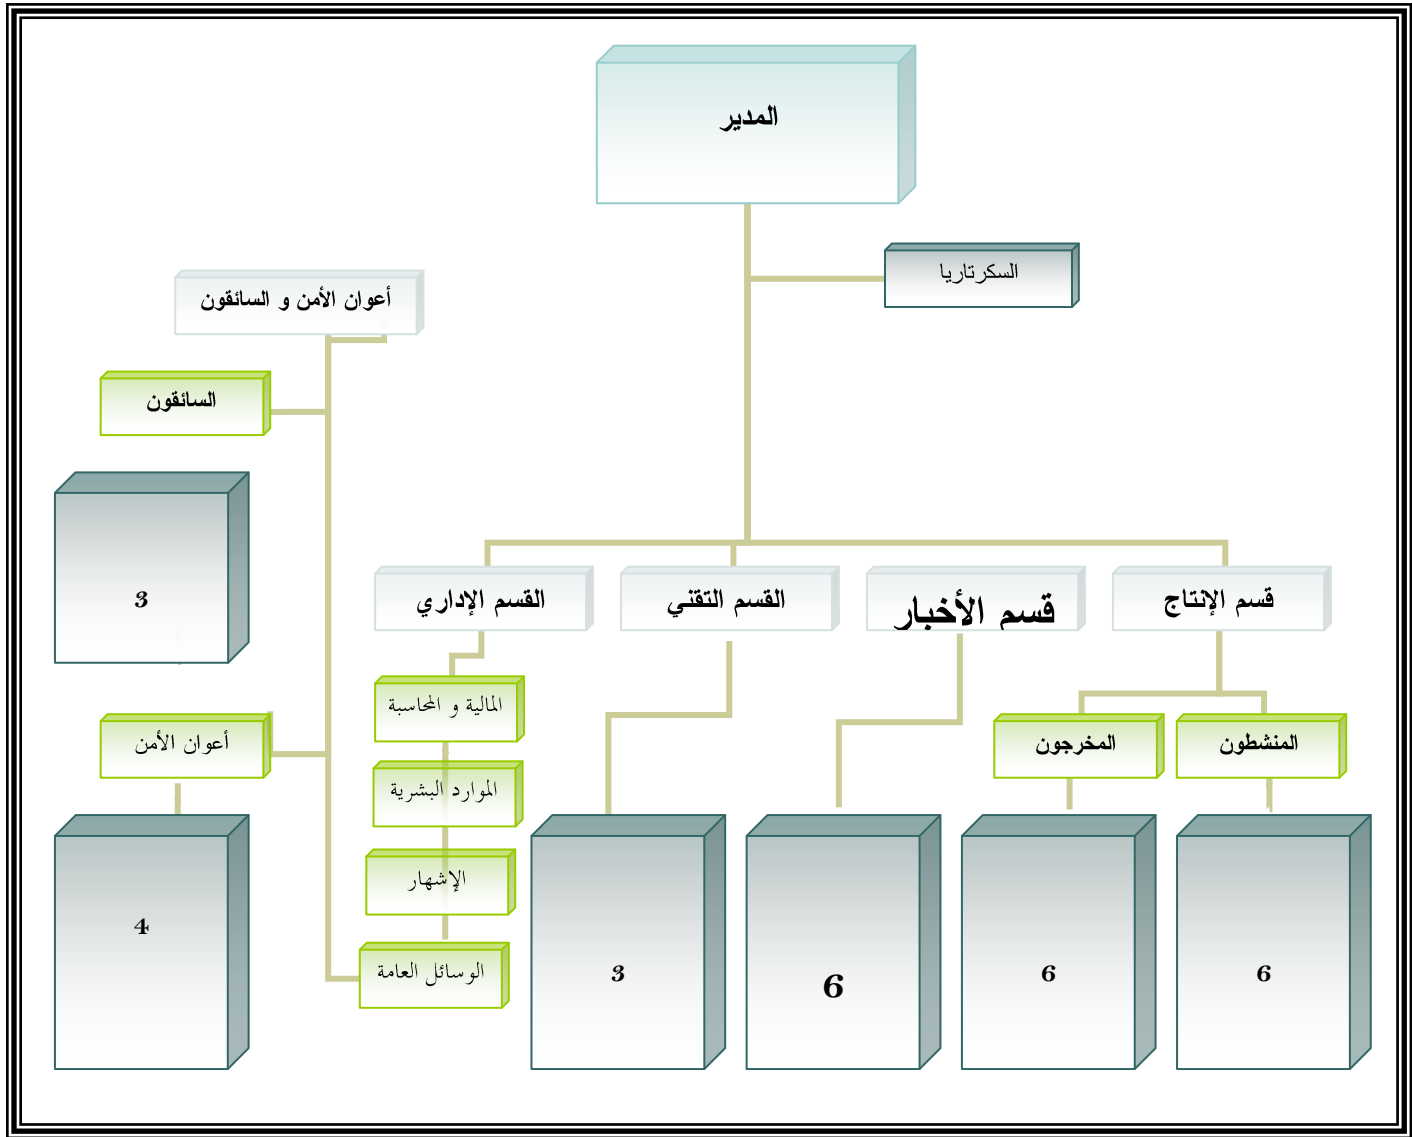 المدير
السكرتاريا
أعوان الأمن و السائقون
السائقون
3
قسم الإنتاج
قسم الأخبار
القسم التقني
القسم الإداري
المالية و المحاسبة
المنشطون
المخرجون
أعوان الأمن
الموارد البشرية
الإشهار
الوسائل العامة
6
6
6
3
4